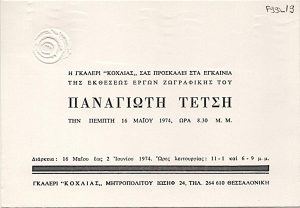 F99L19
Η ΓΚΑΛΕΡΙ "ΚΟΧΛΙΑΣ,, ΣΑΣ ΠΡΟΣΚΑΛΕΙ ΣΤΑ ΕΓΚΑΙΝΙΑ
ΤΗΣ ΕΚΘΕΣΕΩΣ ΕΡΓΩΝ ΖΩΓΡΑΦΙΚΗΣ ΤΟΥ
ΠΑΝΑΓΙΩΤΗ ΤΕΤΣΗ
ΤΗΝ ΠΕΜΠΤΗ 16 ΜΑΪΟΥ 1974, ΩΡΑ 8.30 Μ. Μ.
Διάρκεια: 16 Μαΐου ἕως 2 Ἰουνίου 1974. Ὧρες λειτουργίας: 11-1 καὶ 6-9 μ.μ.
ΓΚΑΛΕΡΙ "ΚΟΧΛΙΑΣ,, ΜΗΤΡΟΠΟΛΙΤΟΥ ΙΩΣΗΦ 24, ΤΗΛ. 264 610 ΘΕΣΣΑΛΟΝΙΚΗ